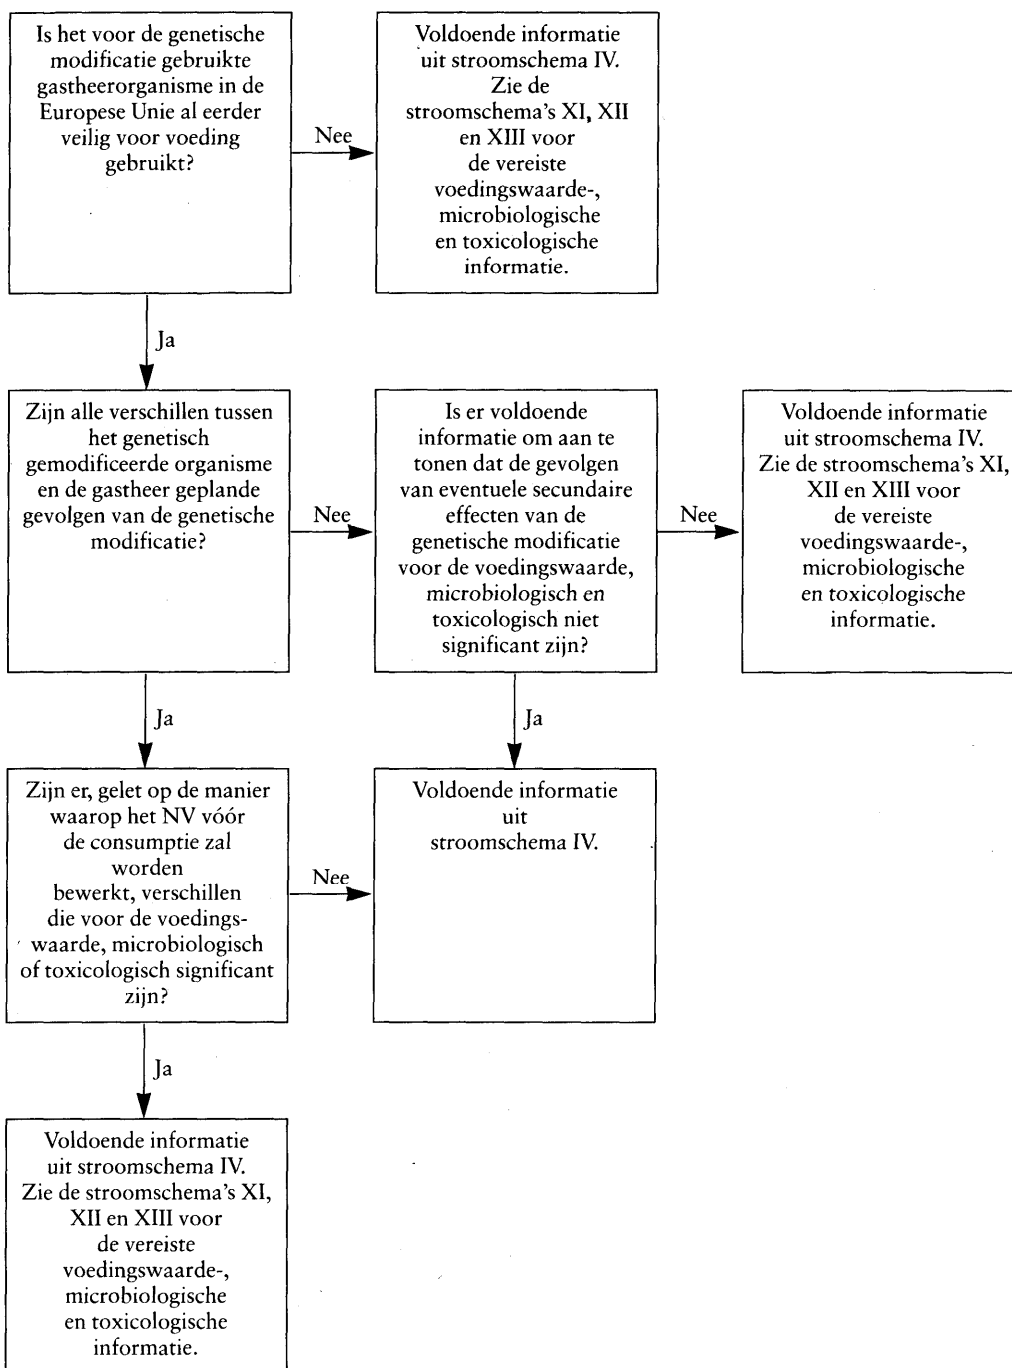 Is het voor de genetische
modificatie gebruikte
gastheerorganisme in de
Europese Unie al eerder
veilig voor voeding
gebruikt?
Nee
Voldoende informatie
uit stroomschema IV.
Zie de
stroomschema's XI, XII
en XIII voor
de vereiste
voedingswaarde-,
microbiologische
en toxicologische
informatie.
Ja
Zijn alle verschillen tussen
het genetisch
gemodificeerde organisme
en de gastheer geplande
gevolgen van de genetische
modificatie?
Nee
Is er voldoende
informatie om aan te
tonen dat de gevolgen
van eventuele secundaire
effecten van de
genetische modificatie
voor de voedingswaarde,
microbiologisch en
toxicologisch niet
significant zijn?
Nee
Voldoende informatie
uit stroomschema IV.
Zie de stroomschema's XI,
XII en XIII voor
de vereiste
voedingswaarde-,
microbiologische
en toxicologische
informatie.
Ja
Ja
Zijn er, gelet op de manier
waarop het NV vóór
de consumptie zal
worden
bewerkt, verschillen
die voor de voedings-
waarde, microbiologisch
of toxicologisch significant
zijn?
Nee
Voldoende informatie
uit
stroomschema IV.
Ja
Voldoende informatie
uit stroomschema IV.
Zie de stroomschema's XI,
XII en XIII voor
de vereiste
voedingswaarde-,
microbiologische
en toxicologische
informatie.